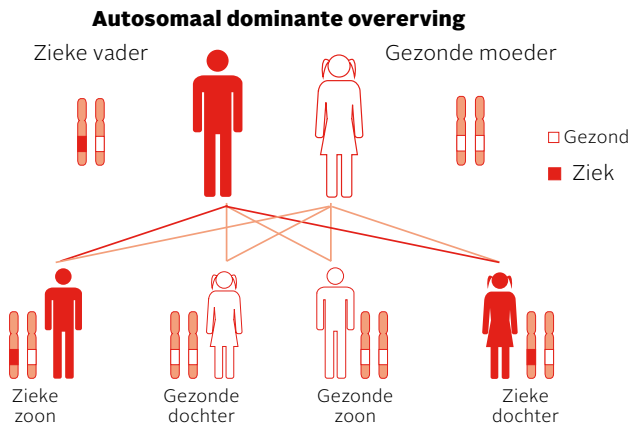 Autosomaal dominante overerving
Zieke vader
Gezonde moeder
Gezond
Ziek
Zieke
zoon
Gezonde
dochter
Gezonde
zoon
Zieke
dochter